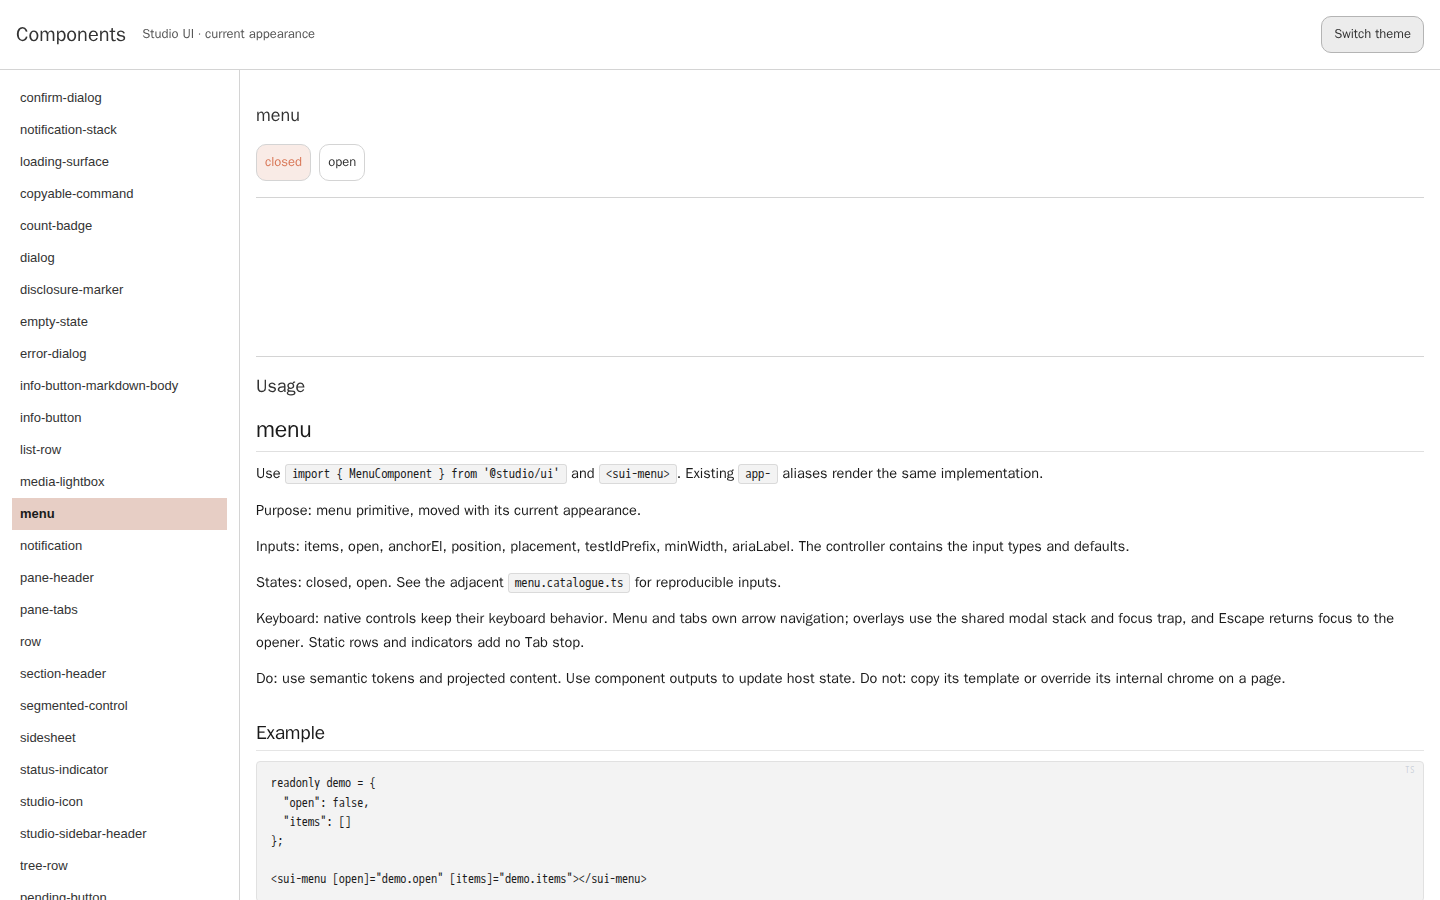 Components
Studio UI · current appearance
Switch theme
confirm-dialog
notification-stack
loading-surface
copyable-command
count-badge
dialog
disclosure-marker
empty-state
error-dialog
info-button-markdown-body
info-button
list-row
media-lightbox
menu
notification
pane-header
pane-tabs
row
section-header
segmented-control
sidesheet
status-indicator
studio-icon
studio-sidebar-header
tree-row
pending-button
menu
closed
open
Usage
menu
Use import { MenuComponent } from '@studio/ui' and <sui-menu>. Existing app- aliases render the same implementation.
Purpose: menu primitive, moved with its current appearance.
Inputs: items, open, anchorEl, position, placement, testIdPrefix, minWidth, ariaLabel. The controller contains the input types and defaults.
States: closed, open. See the adjacent menu.catalogue.ts for reproducible inputs.
Keyboard: native controls keep their keyboard behavior. Menu and tabs own arrow navigation; overlays use the shared modal stack and focus trap, and Escape returns focus to the
opener. Static rows and indicators add no Tab stop.
Do: use semantic tokens and projected content. Use component outputs to update host state. Do not: copy its template or override its internal chrome on a page.
Example
TS
readonly demo = {
  "open": false,
  "items": []
};
<sui-menu [open]="demo.open" [items]="demo.items"></sui-menu>